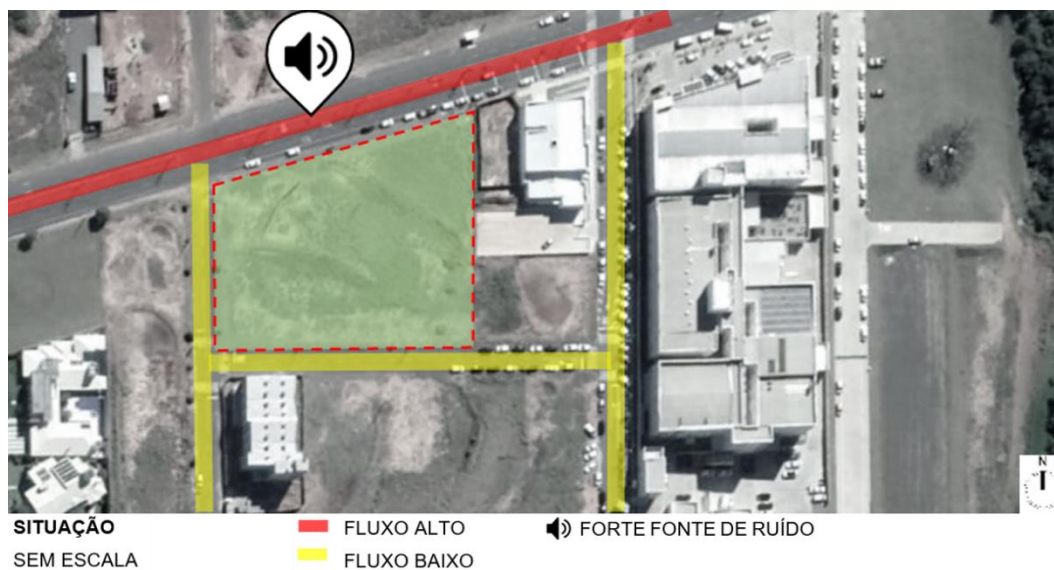 N
SITUAÇÃO
FLUXO ALTO
FORTE FONTE DE RUÍDO
SEM ESCALA
FLUXO BAIXO